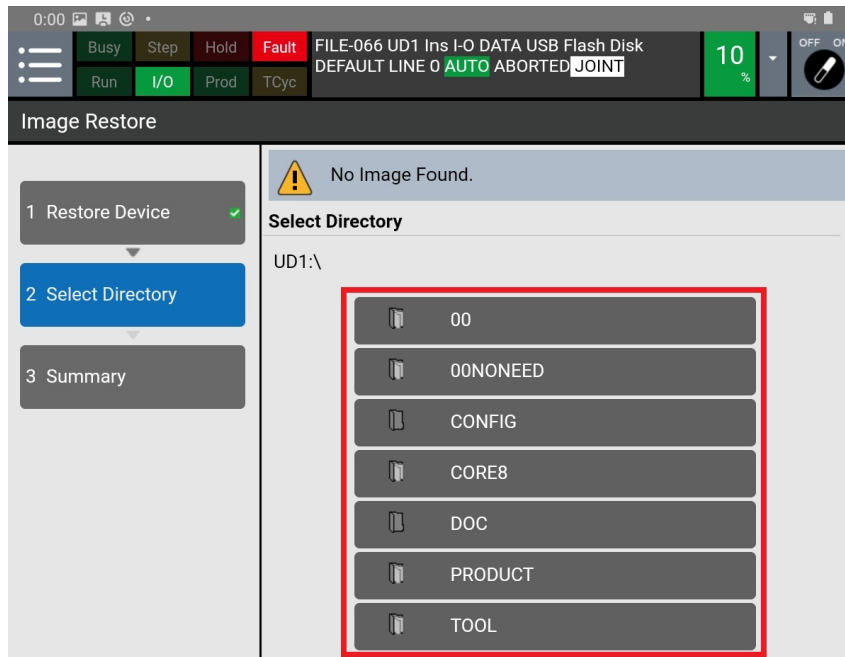 0:00
Busy Step Hold Fault
Run I/O Prod TCyc
FILE-066 UD1 Ins I-O DATA USB Flash Disk
DEFAULT LINE 0 AUTO ABORTED JOINT
10
%
OFF ON
Image Restore
1 Restore Device
2 Select Directory
3 Summary
No Image Found.
Select Directory
UD1:\
00
00NONEED
CONFIG
CORE8
DOC
PRODUCT
TOOL